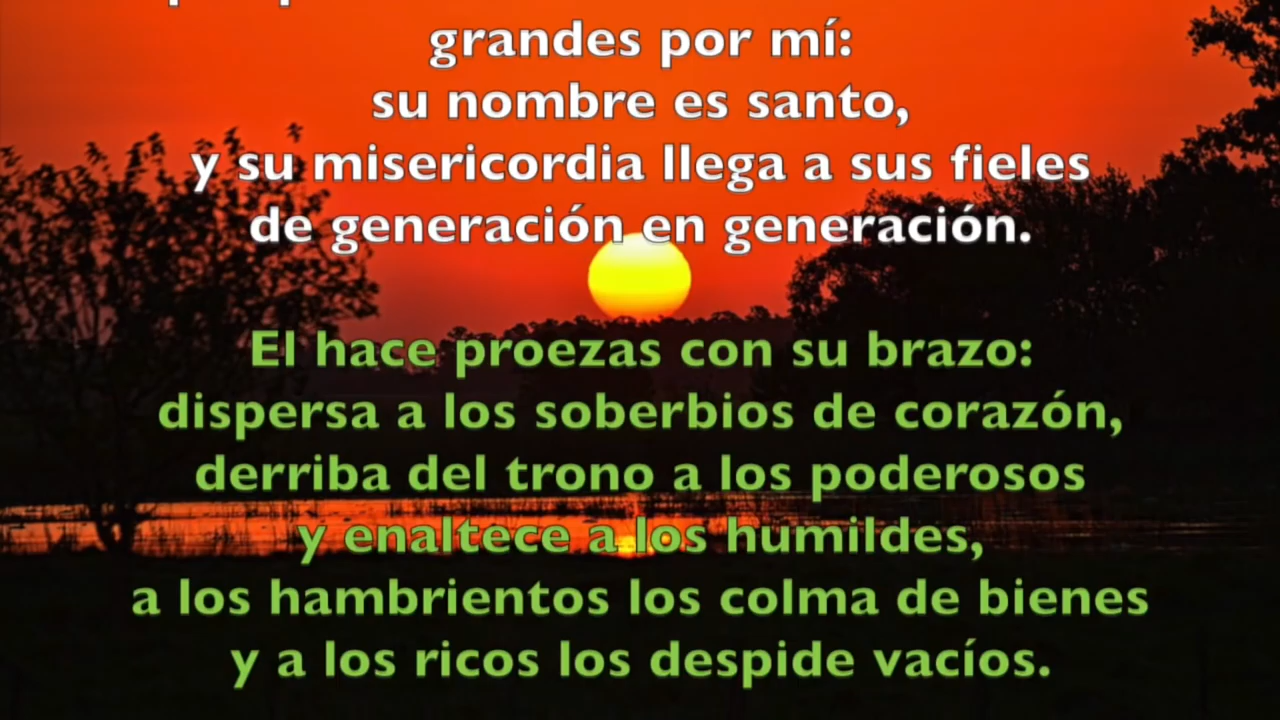 grandes por mí:
su nombre es santo,
y su misericordia llega a sus fieles
de generación en generación.
El hace proezas con su brazo:
dispersa a los soberbios de corazón,
derriba del trono a los poderosos
y enaltece a los humildes,
a los hambrientos los colma de bienes
y a los ricos los despide vacíos.